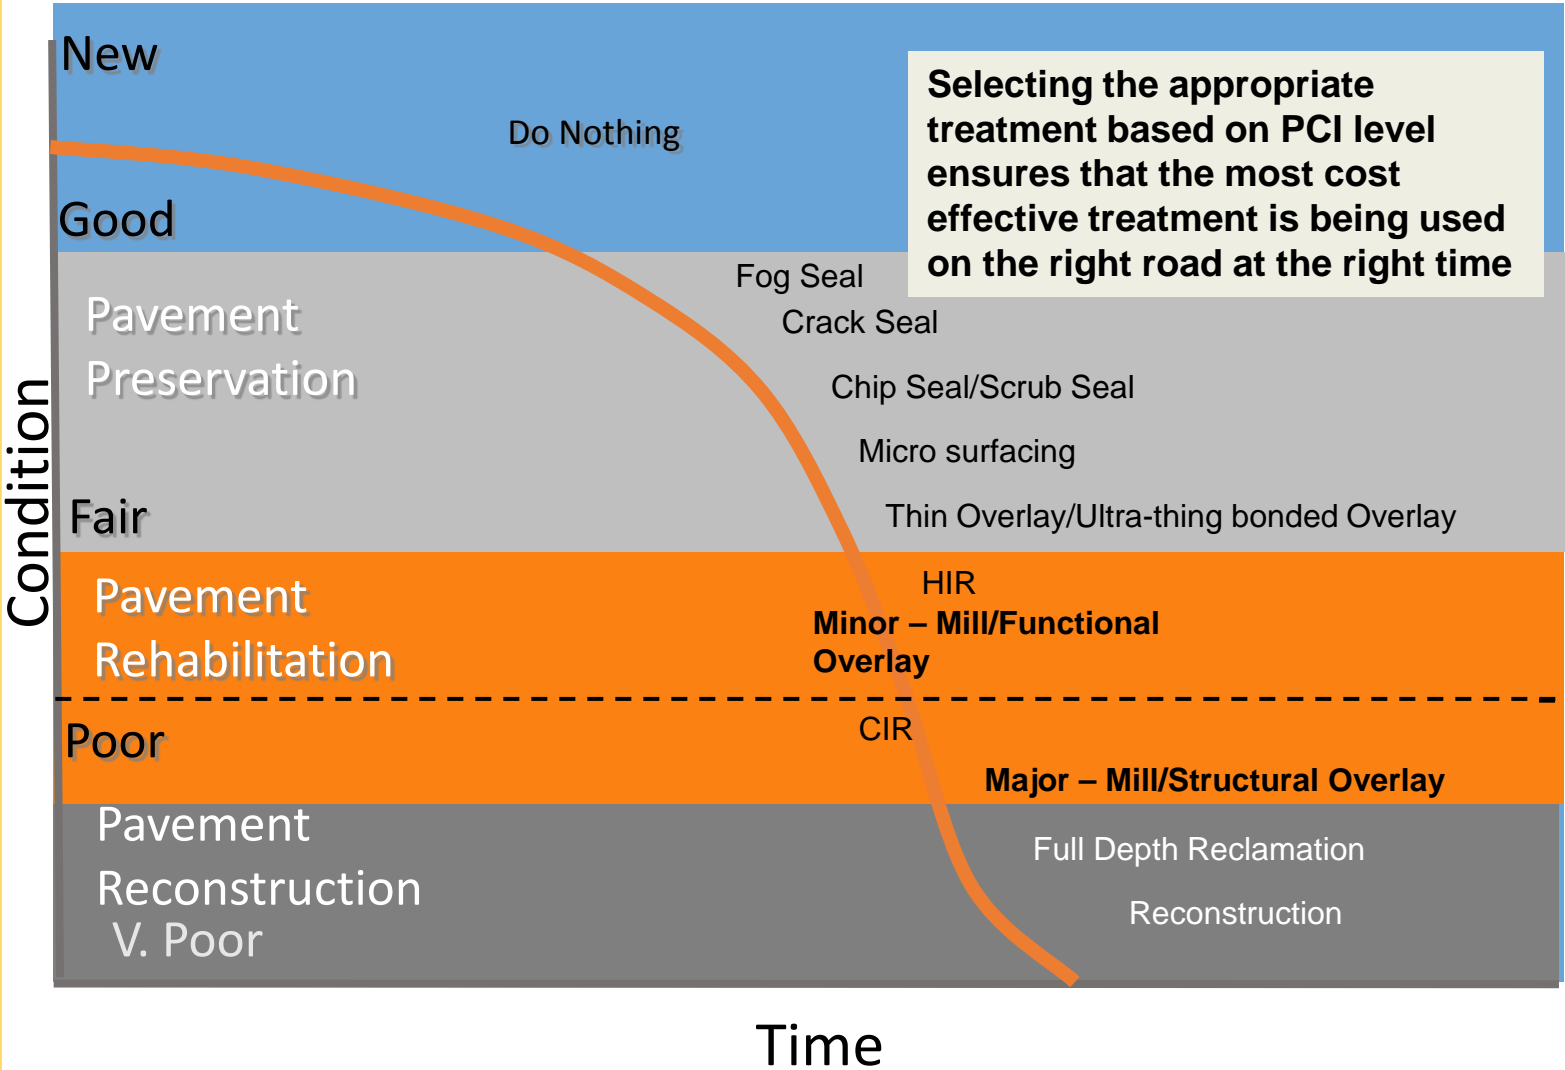 New
Do Nothing
Selecting the appropriate
treatment based on PCI level
ensures that the most cost
effective treatment is being used
on the right road at the right time
Good
Fog Seal
Pavement
Preservation
Crack Seal
Chip Seal/Scrub Seal
Micro surfacing
Fair
Thin Overlay/Ultra-thing bonded Overlay
Condition
Pavement
Rehabilitation
HIR
Minor – Mill/Functional
Overlay
Poor
CIR
Major – Mill/Structural Overlay
Pavement
Reconstruction
V. Poor
Full Depth Reclamation
Reconstruction
Time